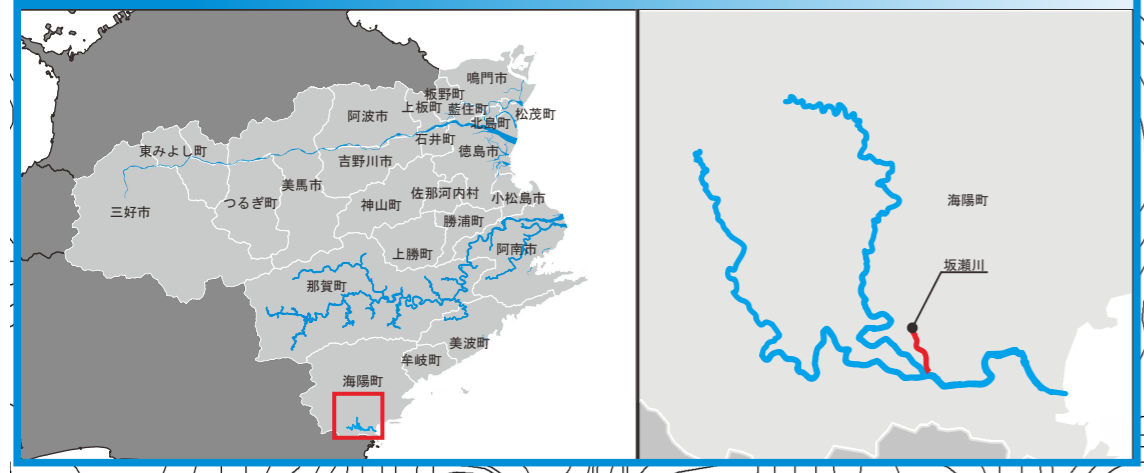 鳴門市
板野町
上板町
藍住町
松茂町
北島町
阿波市
石井町
徳島市
東みよし町
吉野川市
美馬市
佐那河内村
小松島市
つるぎ町
神山町
三好市
勝浦町
上勝町
阿南市
那賀町
美波町
牟岐町
海陽町
海陽町
坂瀬川